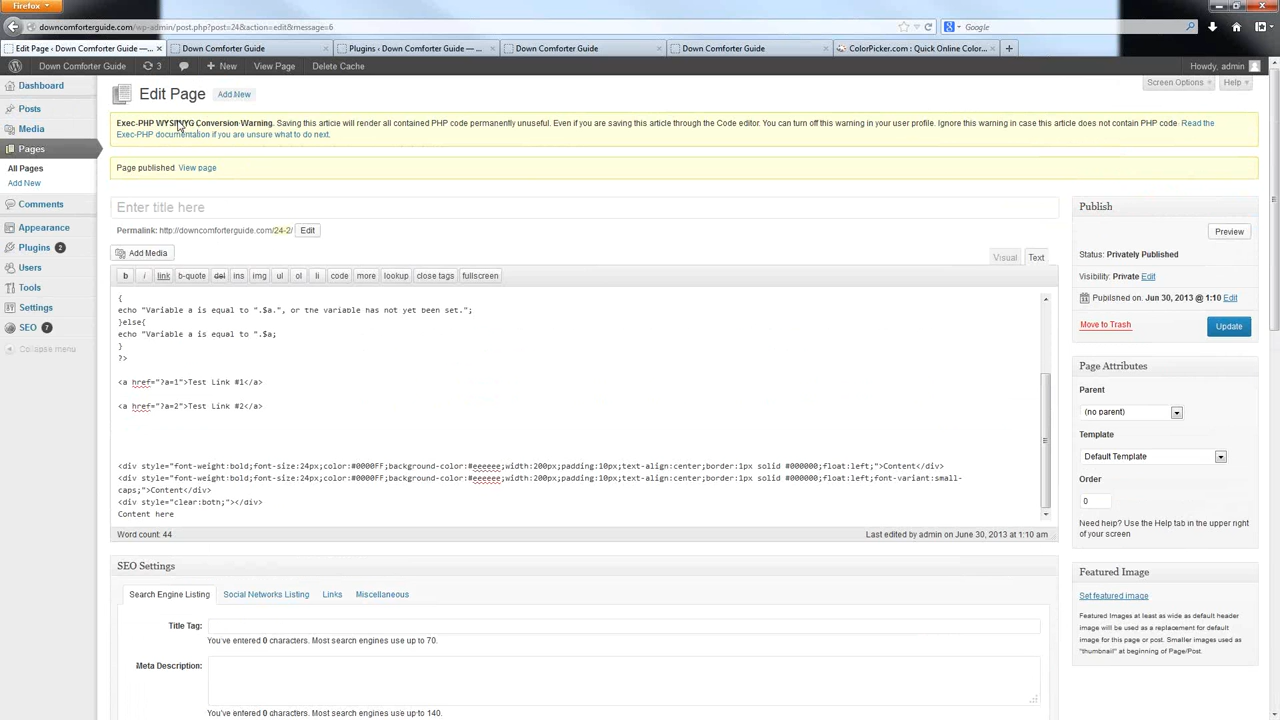 Firefox
downcomforterguide.com/wp-admin/post.php?post=24&action=edit&message=6
Google
Edit Page ‹ Down Comforter Guide —...
Down Comforter Guide
Plugins ‹ Down Comforter Guide — ...
Down Comforter Guide
Down Comforter Guide
ColorPicker.com : Quick Online Color...
Down Comforter Guide
3
New
View Page
Delete Cache
Howdy, admin
Dashboard
Posts
Media
Pages
All Pages
Add New
Comments
Appearance
Plugins 2
Users
Tools
Settings
SEO 7
Collapse menu
Screen Options
Help
Edit Page
Add New
Exec-PHP WYSIWYG Conversion Warning. Saving this article will render all contained PHP code permanently unuseful. Even if you are saving this article through the Code editor. You can turn off this warning in your user profile. Ignore this warning in case this article does not contain PHP code. Read the
Exec-PHP documentation if you are unsure what to do next.
Page published. View page
Enter title here
Permalink: http://downcomforterguide.com/24-2/ Edit
Add Media
Visual
Text
b
i
link
b-quote
del
ins
img
ul
ol
li
code
more
lookup
close tags
fullscreen
{
echo "Variable a is equal to ".$a.", or the variable has not yet been set.";
}else{
echo "Variable a is equal to ".$a;
}
?>
<a href="?a=1">Test Link #1</a>
<a href="?a=2">Test Link #2</a>
<div style="font-weight:bold;font-size:24px;color:#0000FF;background-color:#eeeeee;width:200px;padding:10px;text-align:center;border:1px solid #000000;float:left;">Content</div>
<div style="font-weight:bold;font-size:24px;color:#0000FF;background-color:#eeeeee;width:200px;padding:10px;text-align:center;border:1px solid #000000;float:left;font-variant:small-
caps;">Content</div>
<div style="clear:both;"></div>
Content here
Word count: 44
Last edited by admin on June 30, 2013 at 1:10 am
SEO Settings
Search Engine Listing
Social Networks Listing
Links
Miscellaneous
Title Tag:
You've entered 0 characters. Most search engines use up to 70.
Meta Description:
You've entered 0 characters. Most search engines use up to 140.
Publish
Preview
Status: Privately Published
Visibility: Private Edit
Published on: Jun 30, 2013 @ 1:10 Edit
Move to Trash
Update
Page Attributes
Parent
(no parent)
Template
Default Template
Order
0
Need help? Use the Help tab in the upper right
of your screen
Featured Image
Set featured image
Featured Images at least as wide as default header
image will be used as a replacement for default
image for this page or post. Smaller images used as
"thumbnail" at beginning of Page/Post.